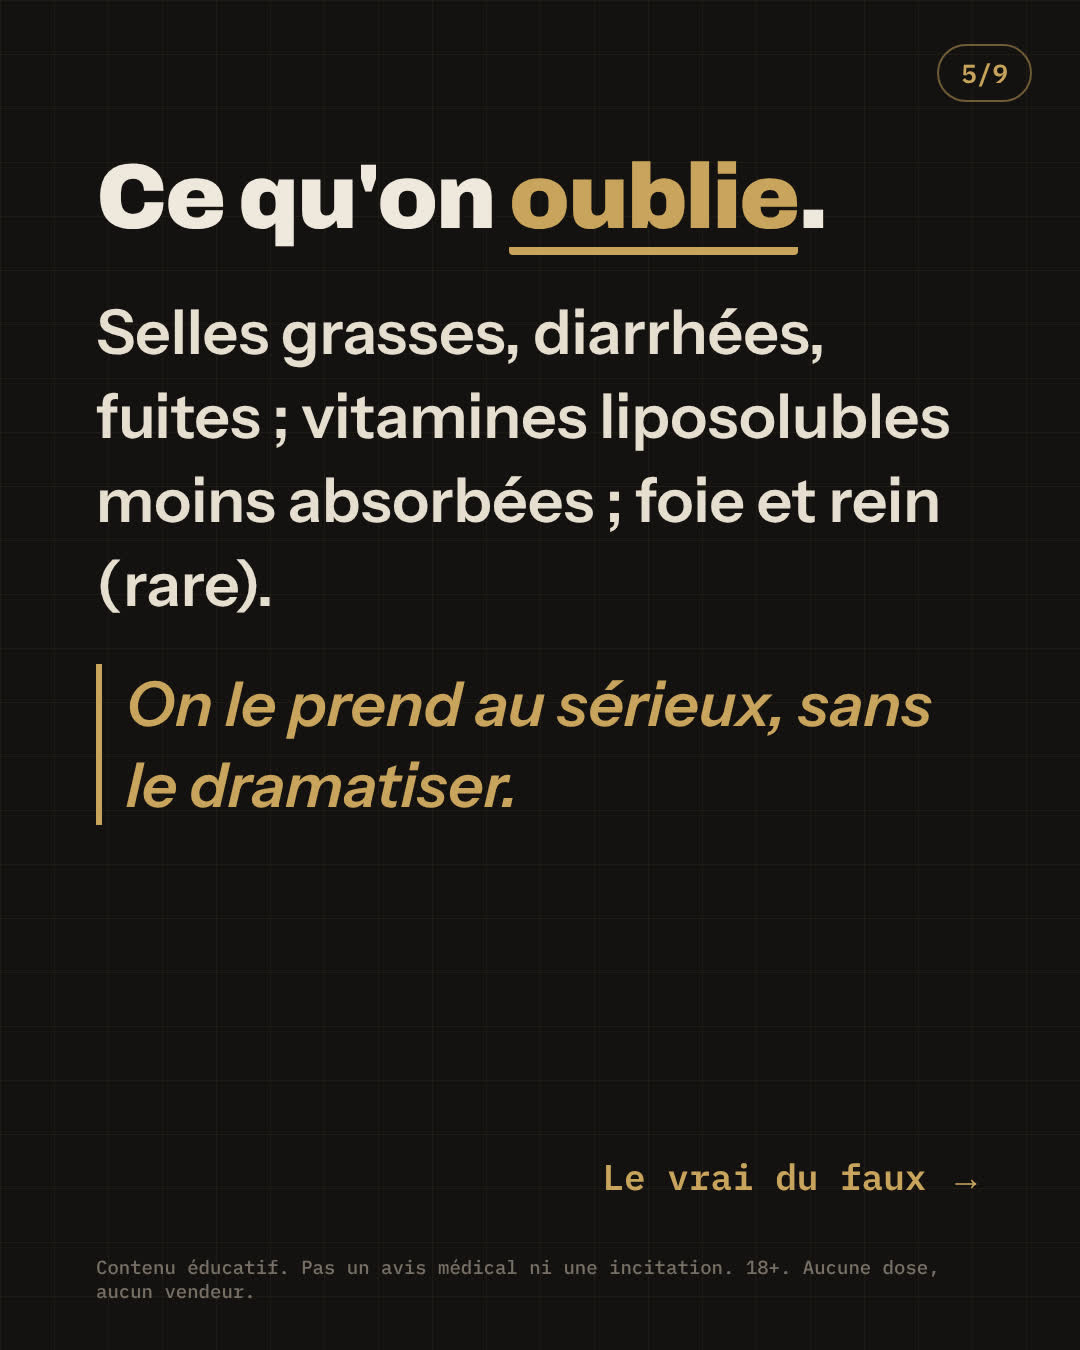 5/9
Ce qu'on oublie.
Selles grasses, diarrhées,
fuites ; vitamines liposolubles
moins absorbées ; foie et rein
(rare).
On le prend au sérieux, sans
le dramatiser.
Le vrai du faux →
Contenu éducatif. Pas un avis médical ni une incitation. 18+. Aucune dose,
aucun vendeur.